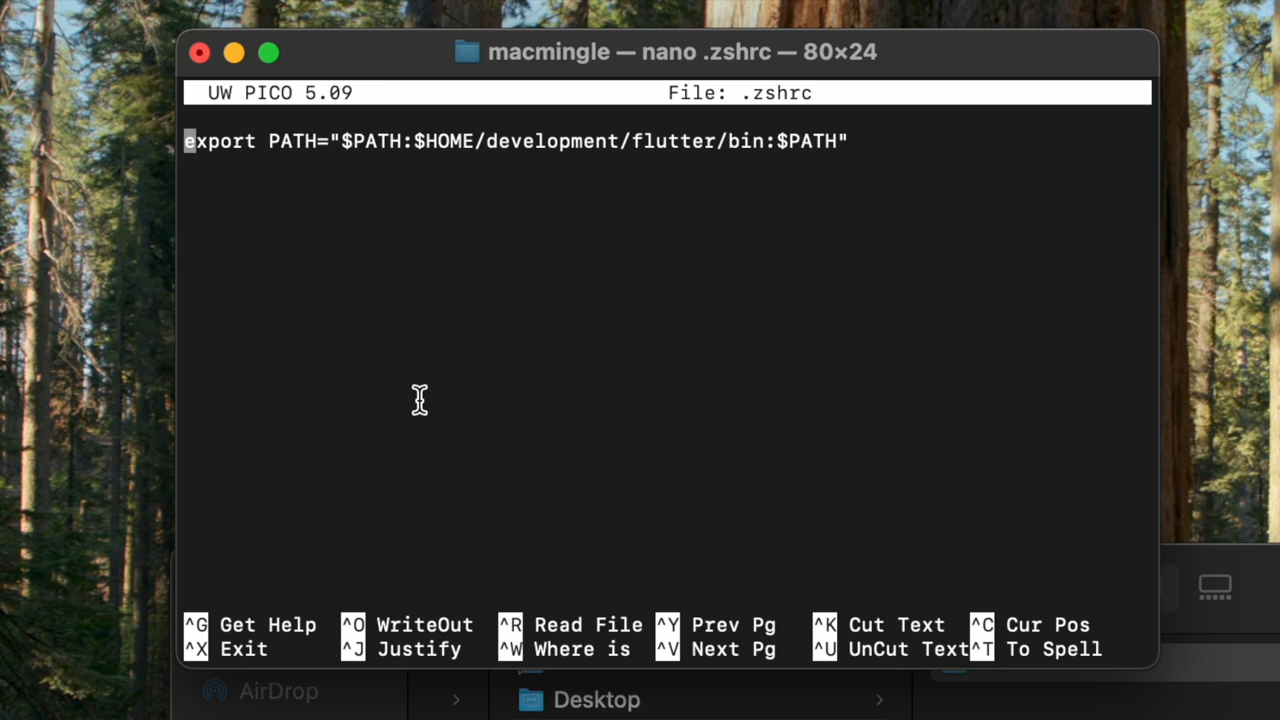 macmingle — nano .zshrc — 80×24
UW PICO 5.09 File: .zshrc
export PATH="$PATH:$HOME/development/flutter/bin:$PATH"
^G Get Help ^O WriteOut ^R Read File ^Y Prev Pg ^K Cut Text ^C Cur Pos
^X Exit ^J Justify ^W Where is ^V Next Pg ^U UnCut Text ^T To Spell
AirDrop Desktop